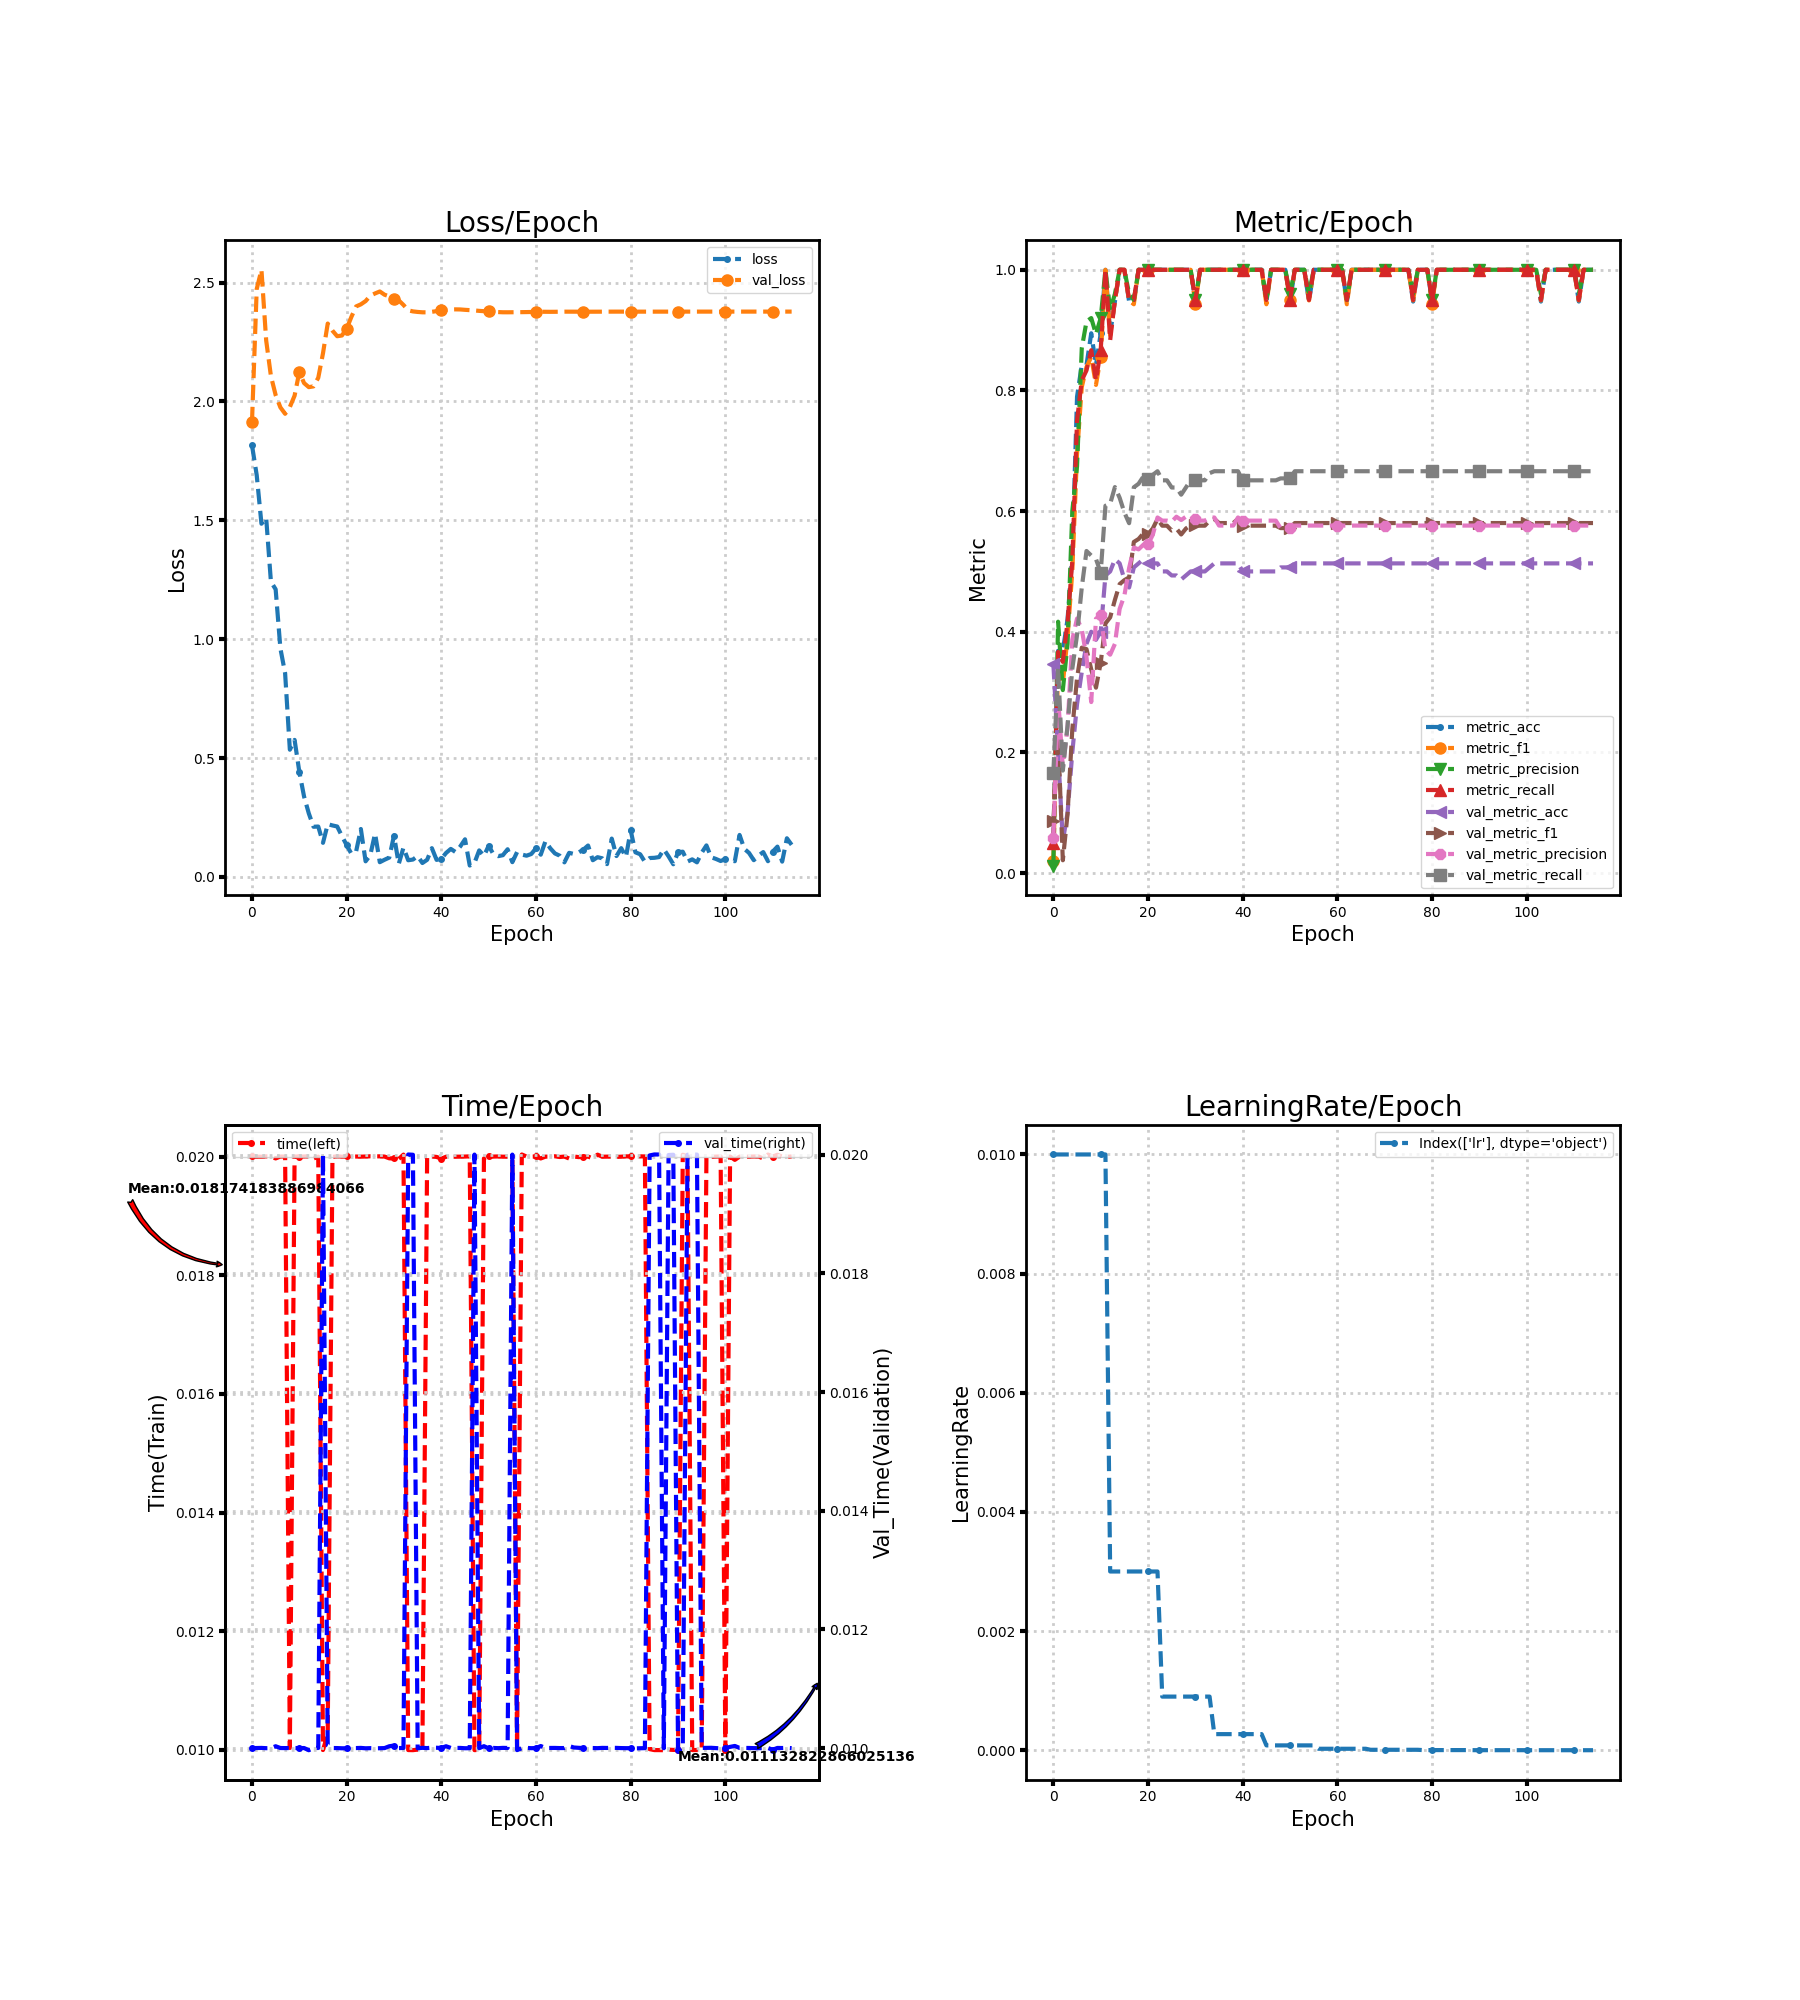 Loss/Epoch
2.5
2.0
1.5
1.0
0.5
0.0
Loss
loss
val_loss
0 20 40 60 80 100
Epoch
Metric/Epoch
1.0
0.8
0.6
0.4
0.2
0.0
Metric
metric_acc
metric_f1
metric_precision
metric_recall
val_metric_acc
val_metric_f1
val_metric_precision
val_metric_recall
0 20 40 60 80 100
Epoch
Time/Epoch
time(left)
val_time(right)
0.020
0.018
0.016
0.014
0.012
0.010
Time(Train)
Mean:0.018174183886984066
0.020
0.018
0.016
0.014
0.012
0.010
Val_Time(Validation)
Mean:0.011132822866025136
0 20 40 60 80 100
Epoch
LearningRate/Epoch
Index(['lr'], dtype='object')
0.010
0.008
0.006
0.004
0.002
0.000
LearningRate
0 20 40 60 80 100
Epoch